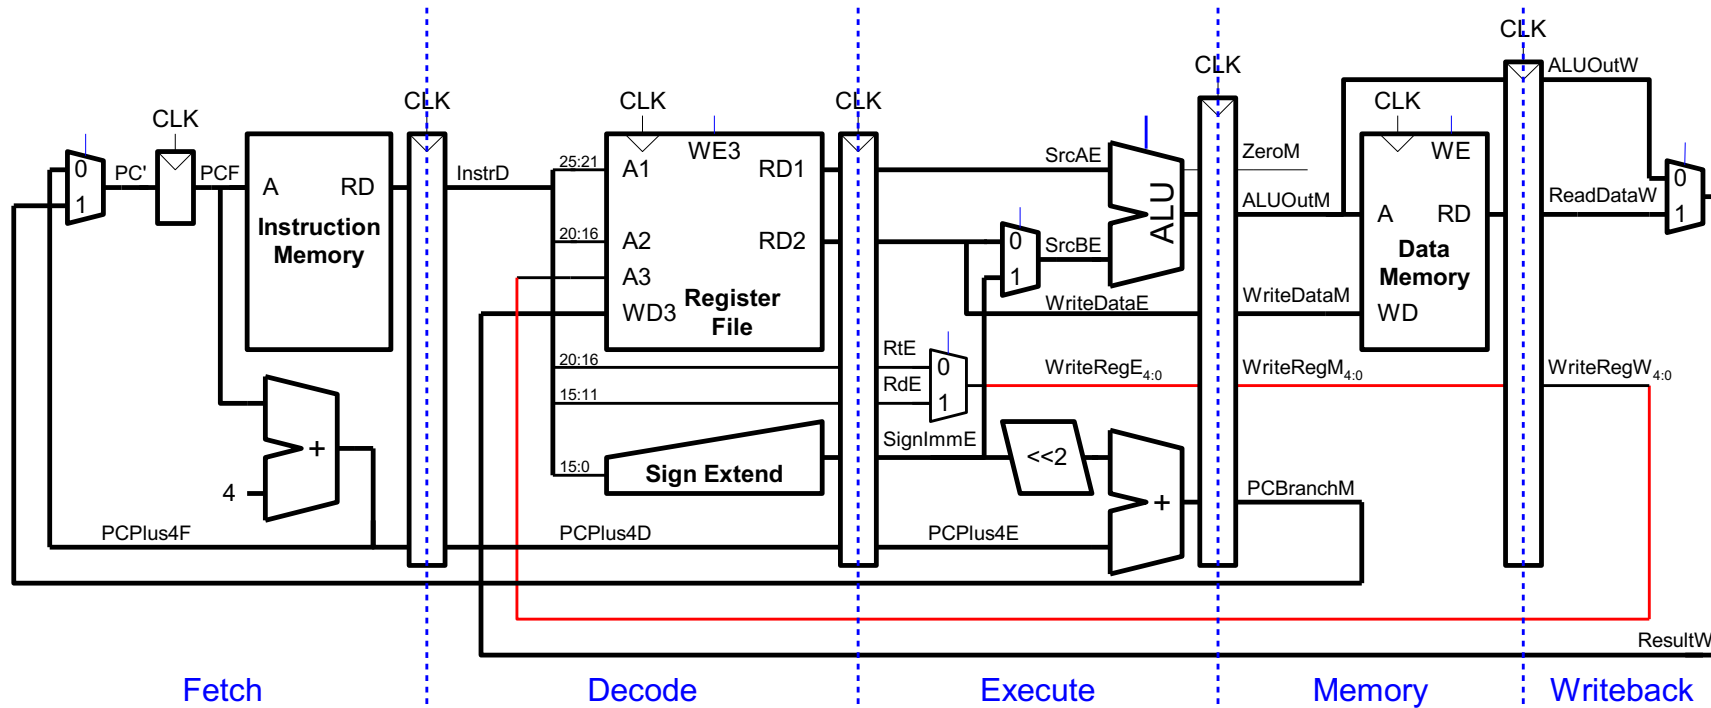 CLK
CLK
CLK
CLK
CLK
CLK
CLK
0
1
PC'
PCF
A
RD
Instruction
Memory
InstrD
25:21
20:16
A1
A2
A3
WD3
WE3
RD1
RD2
Register
File
20:16
15:11
15:0
Sign Extend
SrcAE
0
1
SrcBE
ALU
WriteDataE
RtE
RdE
0
1
WriteRegE4:0
SignImmE
<<2
+
ZeroM
ALUOutM
WriteDataM
WriteRegM4:0
PCBranchM
WE
A
RD
Data
Memory
WD
ALUOutW
ReadDataW
0
1
WriteRegW4:0
+
4
PCPlus4F
PCPlus4D
PCPlus4E
ResultW
Fetch
Decode
Execute
Memory
Writeback